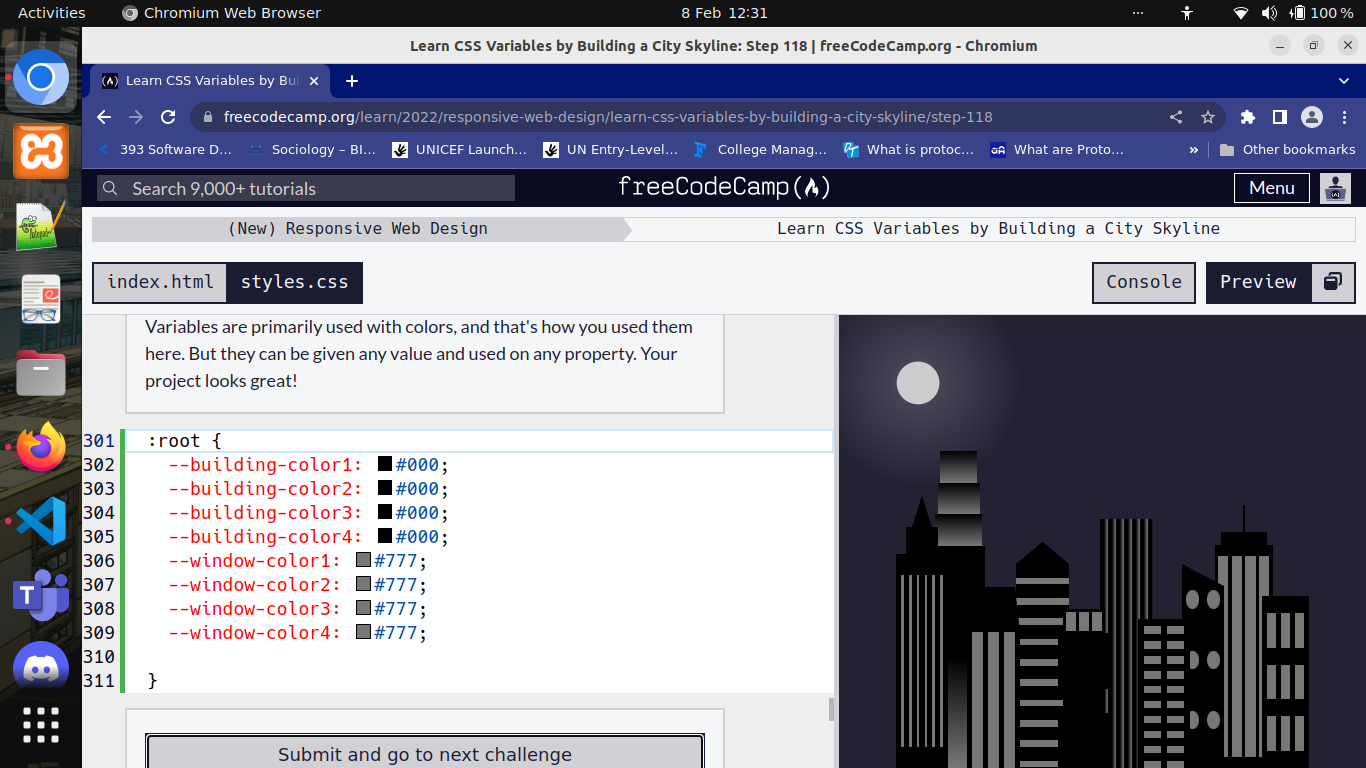 Activities Chromium Web Browser 8 Feb 12:31 100 %
Learn CSS Variables by Building a City Skyline: Step 118 | freeCodeCamp.org - Chromium
Learn CSS Variables by Bui
freecodecamp.org/learn/2022/responsive-web-design/learn-css-variables-by-building-a-city-skyline/step-118
393 Software D… Sociology – BI… UNICEF Launch… UN Entry-Level… College Manag… What is protoc… What are Proto… » Other bookmarks
Search 9,000+ tutorials freeCodeCamp Menu
(New) Responsive Web Design Learn CSS Variables by Building a City Skyline
index.html styles.css Console Preview
Variables are primarily used with colors, and that's how you used them
here. But they can be given any value and used on any property. Your
project looks great!
301 :root {
302 --building-color1: #000;
303 --building-color2: #000;
304 --building-color3: #000;
305 --building-color4: #000;
306 --window-color1: #777;
307 --window-color2: #777;
308 --window-color3: #777;
309 --window-color4: #777;
310
311 }
Submit and go to next challenge